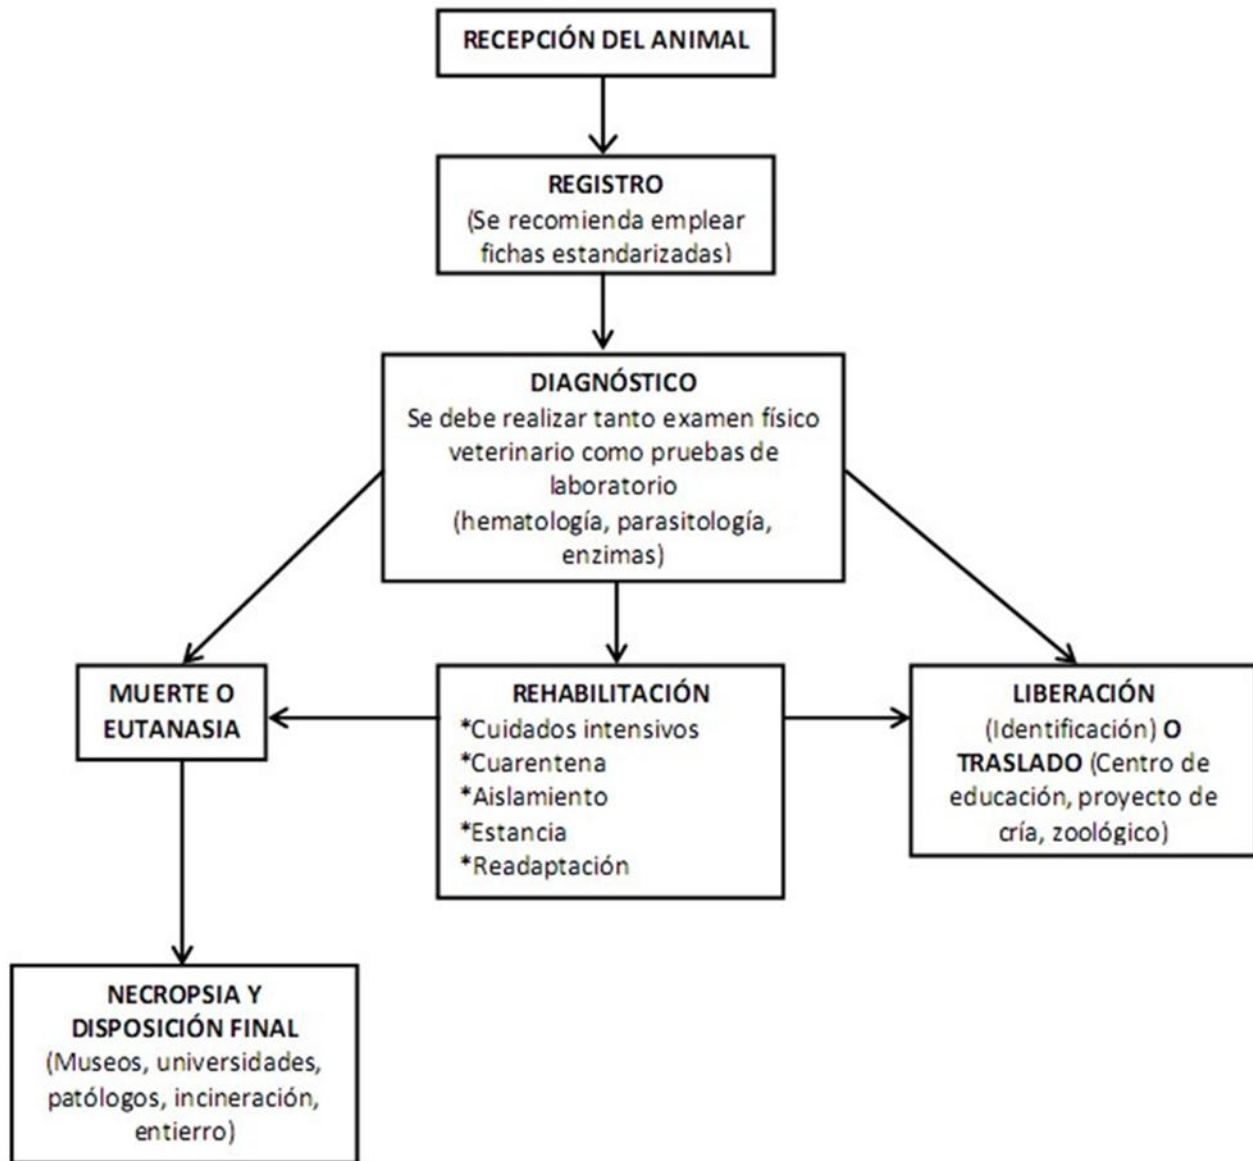 RECEPCIÓN DEL ANIMAL
REGISTRO
(Se recomienda emplear
fichas estandarizadas)
DIAGNÓSTICO
Se debe realizar tanto examen físico
veterinario como pruebas de
laboratorio
(hematología, parasitología,
enzimas)
MUERTE O
EUTANASIA
REHABILITACIÓN
*Cuidados intensivos
*Cuarentena
*Aislamiento
*Estancia
*Readaptación
LIBERACIÓN
(Identificación) O
TRASLADO (Centro de
educación, proyecto de
cría, zoológico)
NECROPSIA Y
DISPOSICIÓN FINAL
(Museos, universidades,
patólogos, incineración,
entierro)